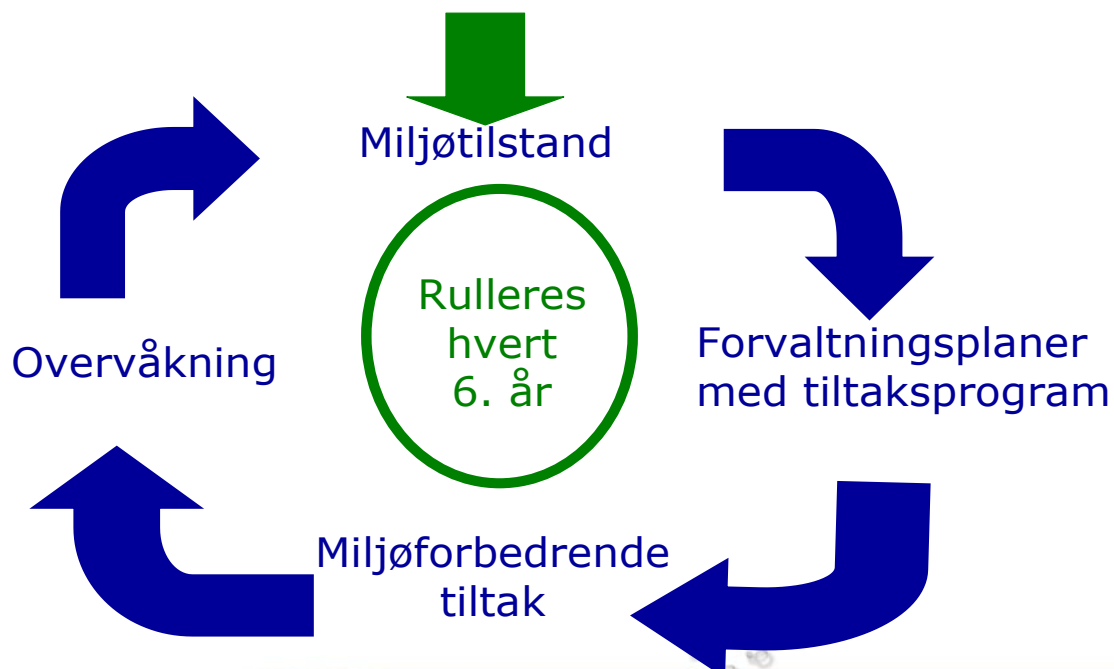 Miljøtilstand
Rulleres
hvert
6. år
Forvaltningsplaner
med tiltaksprogram
Miljøforbedrende
tiltak
Overvåkning